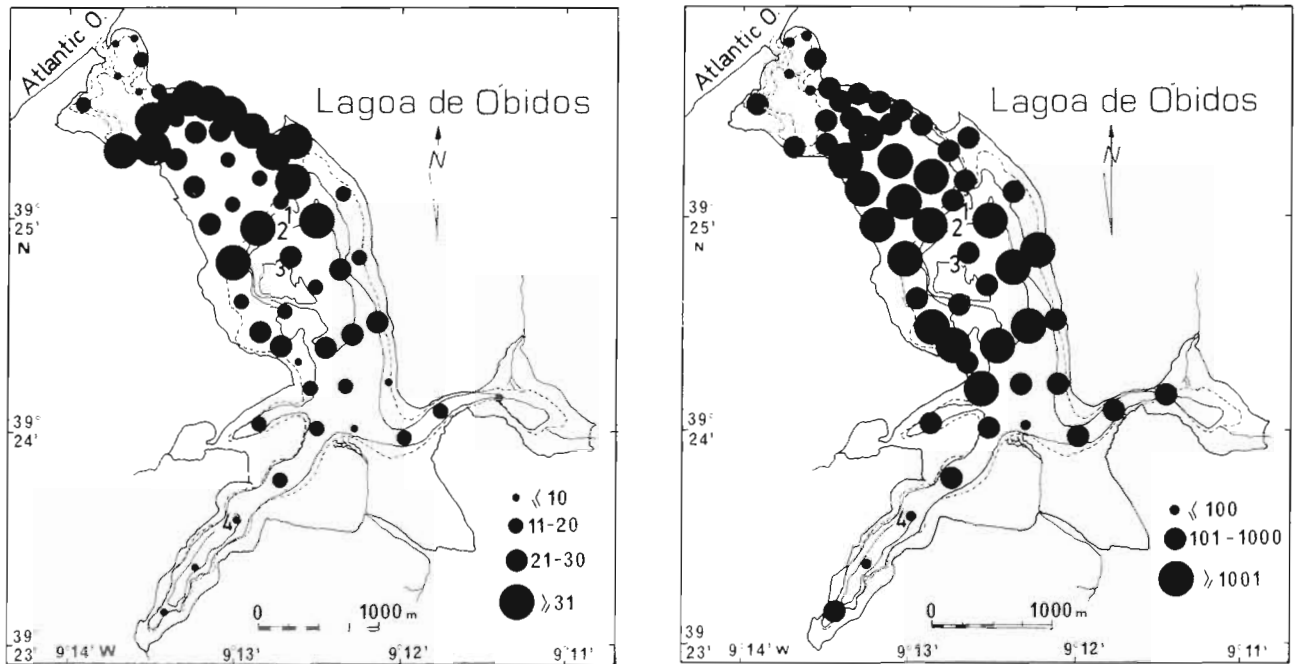 Atlantic O.
Lagoa de Óbidos
N
39°
25'
N
1
2
3
39°
24'
4
⩽ 10
11-20
21-30
⩾ 31
0 1000 m
39°
23'
9°14' W 9°13' 9°12' 9°11'
Atlantic O.
Lagoa de Óbidos
N
39°
25'
N
1
2
3
39°
24'
4
⩽ 100
101-1000
⩾ 1001
0 1000 m
39
23'
9°14' W 9°13' 9°12' 9°11'